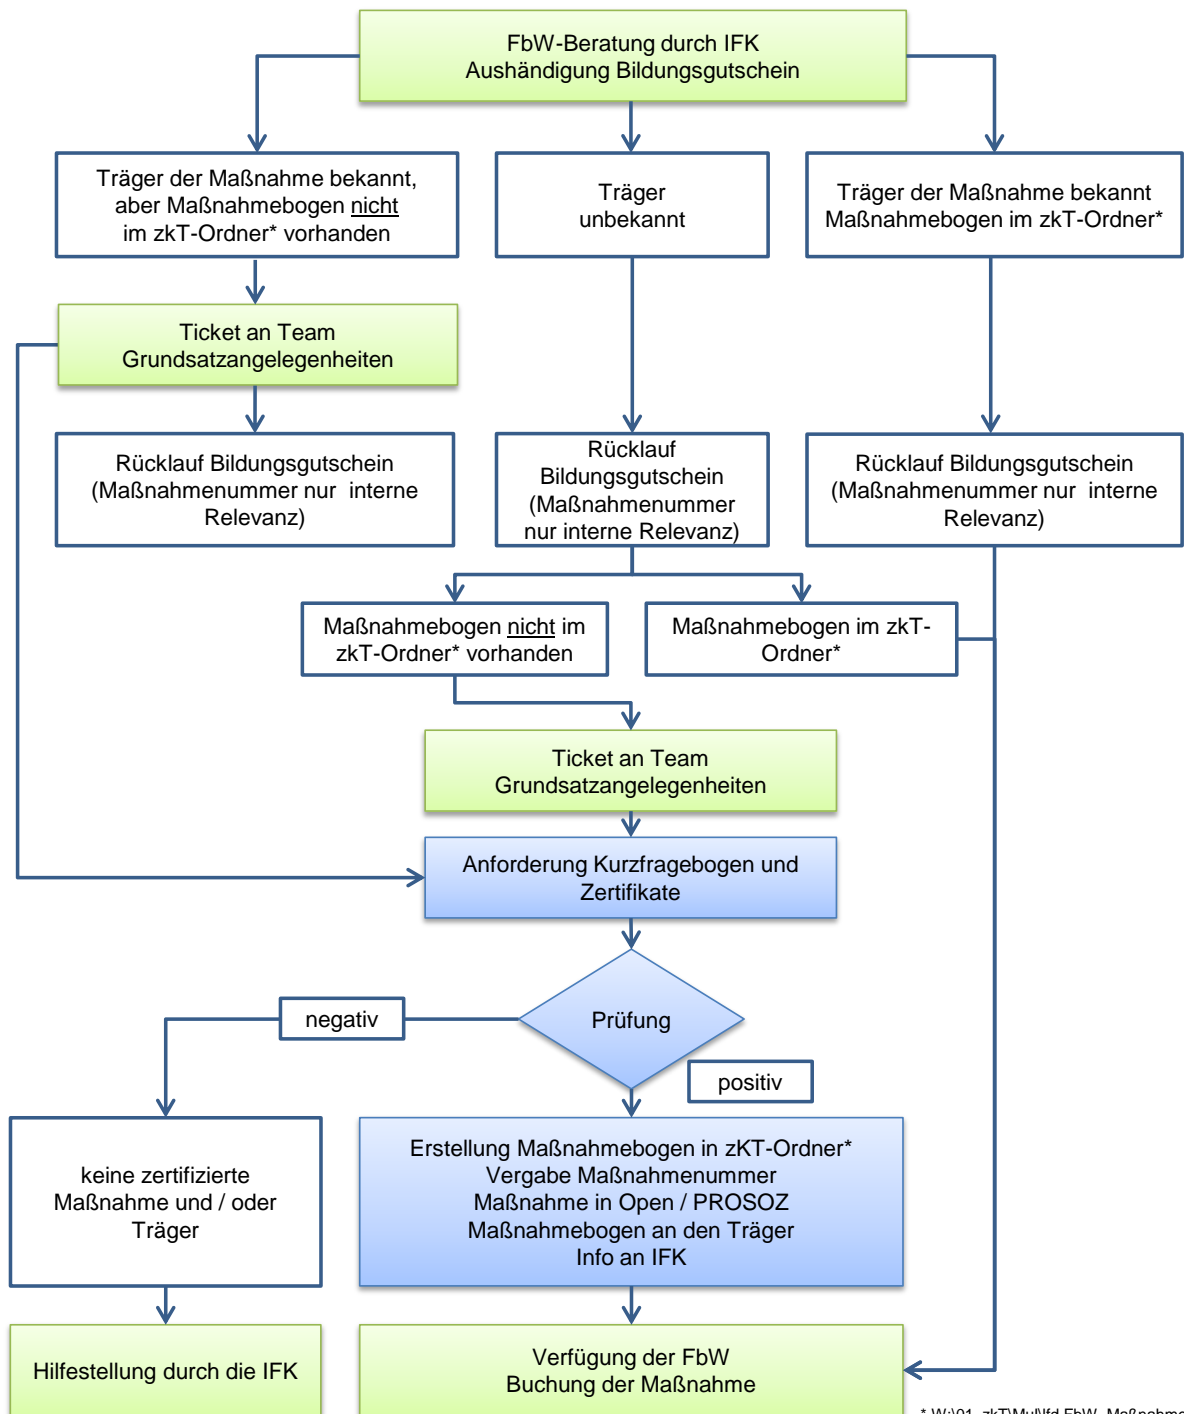 FbW-Beratung durch IFK
Aushändigung Bildungsgutschein
Träger der Maßnahme bekannt,
aber Maßnahmebogen nicht
im zkT-Ordner* vorhanden
Träger
unbekannt
Träger der Maßnahme bekannt
Maßnahmebogen im zkT-Ordner*
Ticket an Team
Grundsatzangelegenheiten
Rücklauf Bildungsgutschein
(Maßnahmenummer nur interne
Relevanz)
Rücklauf
Bildungsgutschein
(Maßnahmenummer
nur interne Relevanz)
Rücklauf Bildungsgutschein
(Maßnahmenummer nur interne
Relevanz)
Maßnahmebogen nicht im
zkT-Ordner* vorhanden
Maßnahmebogen im zkT-
Ordner*
Ticket an Team
Grundsatzangelegenheiten
Anforderung Kurzfragebogen und
Zertifikate
Prüfung
negativ
positiv
keine zertifizierte
Maßnahme und / oder
Träger
Erstellung Maßnahmebogen in zKT-Ordner*
Vergabe Maßnahmenummer
Maßnahme in Open / PROSOZ
Maßnahmebogen an den Träger
Info an IFK
Hilfestellung durch die IFK
Verfügung der FbW
Buchung der Maßnahme